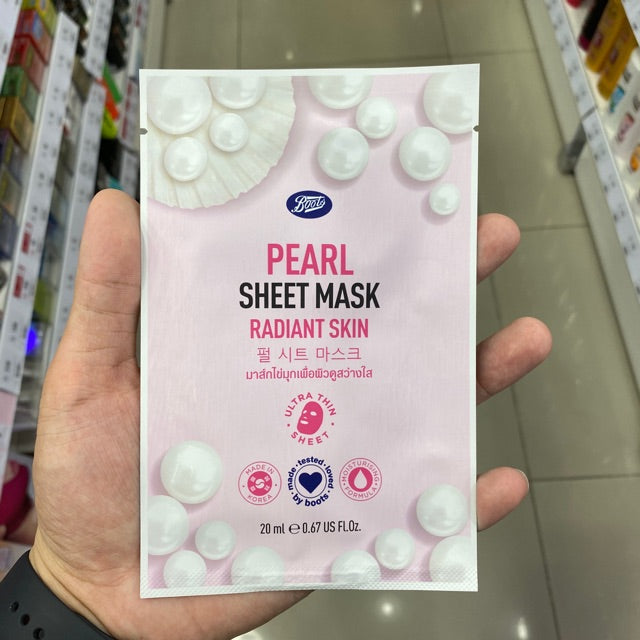 Boots
PEARL
SHEET MASK
RADIANT SKIN
펄 시트 마스크
มาส์กไข่มุกเพื่อผิวดูสว่างใส
ULTRA THIN
SHEET
MADE IN
KOREA
made • tested • loved
by boots
MOISTURISING
FORMULA
20 ml ℮ 0.67 US FL.Oz.